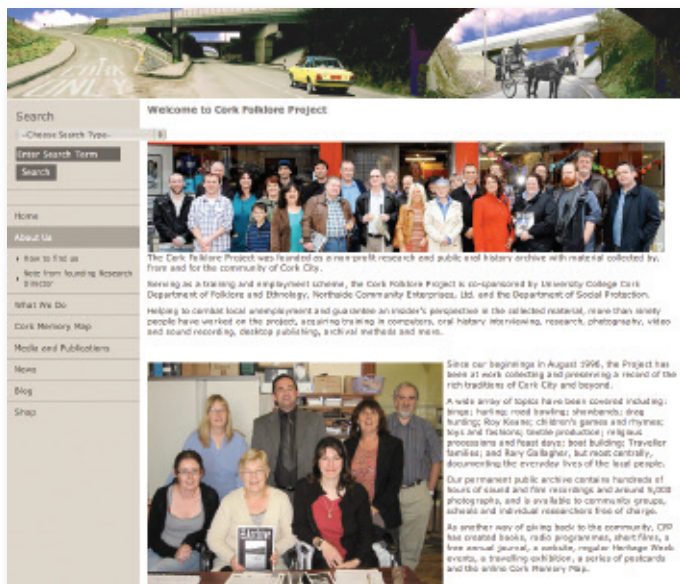 CORK
ONLY
Search
-Choose Search Type-
Enter Search Term
Search
Home
About Us
How to find us
Note from founding Research
Director
What We Do
Cork Memory Map
Media and Publications
News
Blog
Shop
Welcome to Cork Folklore Project
The Cork Folklore Project was founded as a non-profit research and public oral history archive with material collected by,
from and for the community of Cork City.
Serving as a training and employment scheme, the Cork Folklore Project is co-sponsored by University College Cork
Department of Folklore and Ethnology, Northside Community Enterprises, Ltd. and the Department of Social Protection.
Helping to combat local unemployment and guarantee an insider's perspective in the collected material, more than ninety
people have worked on the project, acquiring training in computers, oral history interviewing, research, photography, video
and sound recording, desktop publishing, archival methods and more.
Since our beginnings in August 1996, the Project has
been at work collecting and preserving a record of the
rich traditions of Cork City and beyond.
A wide array of topics have been covered including:
bingo; hurling; road bowling; showbands; drag
hunting; Roy Keane; children's games and rhymes;
toys and fashions; textile production; religious
processions and feast days; boat building; Traveller
families; and Rory Gallagher, but most centrally,
documenting the everyday lives of the local people.
Our permanent public archive contains hundreds of
hours of sound and film recordings and around
photographs, and is available to community groups,
schools and individual researchers free of charge.
As another way of giving back to the community, CFP
has created books, radio programmes, short films, a
free annual journal, a website, regular Heritage Week
events, a travelling exhibition, a series of postcards
and the online Cork Memory Map.